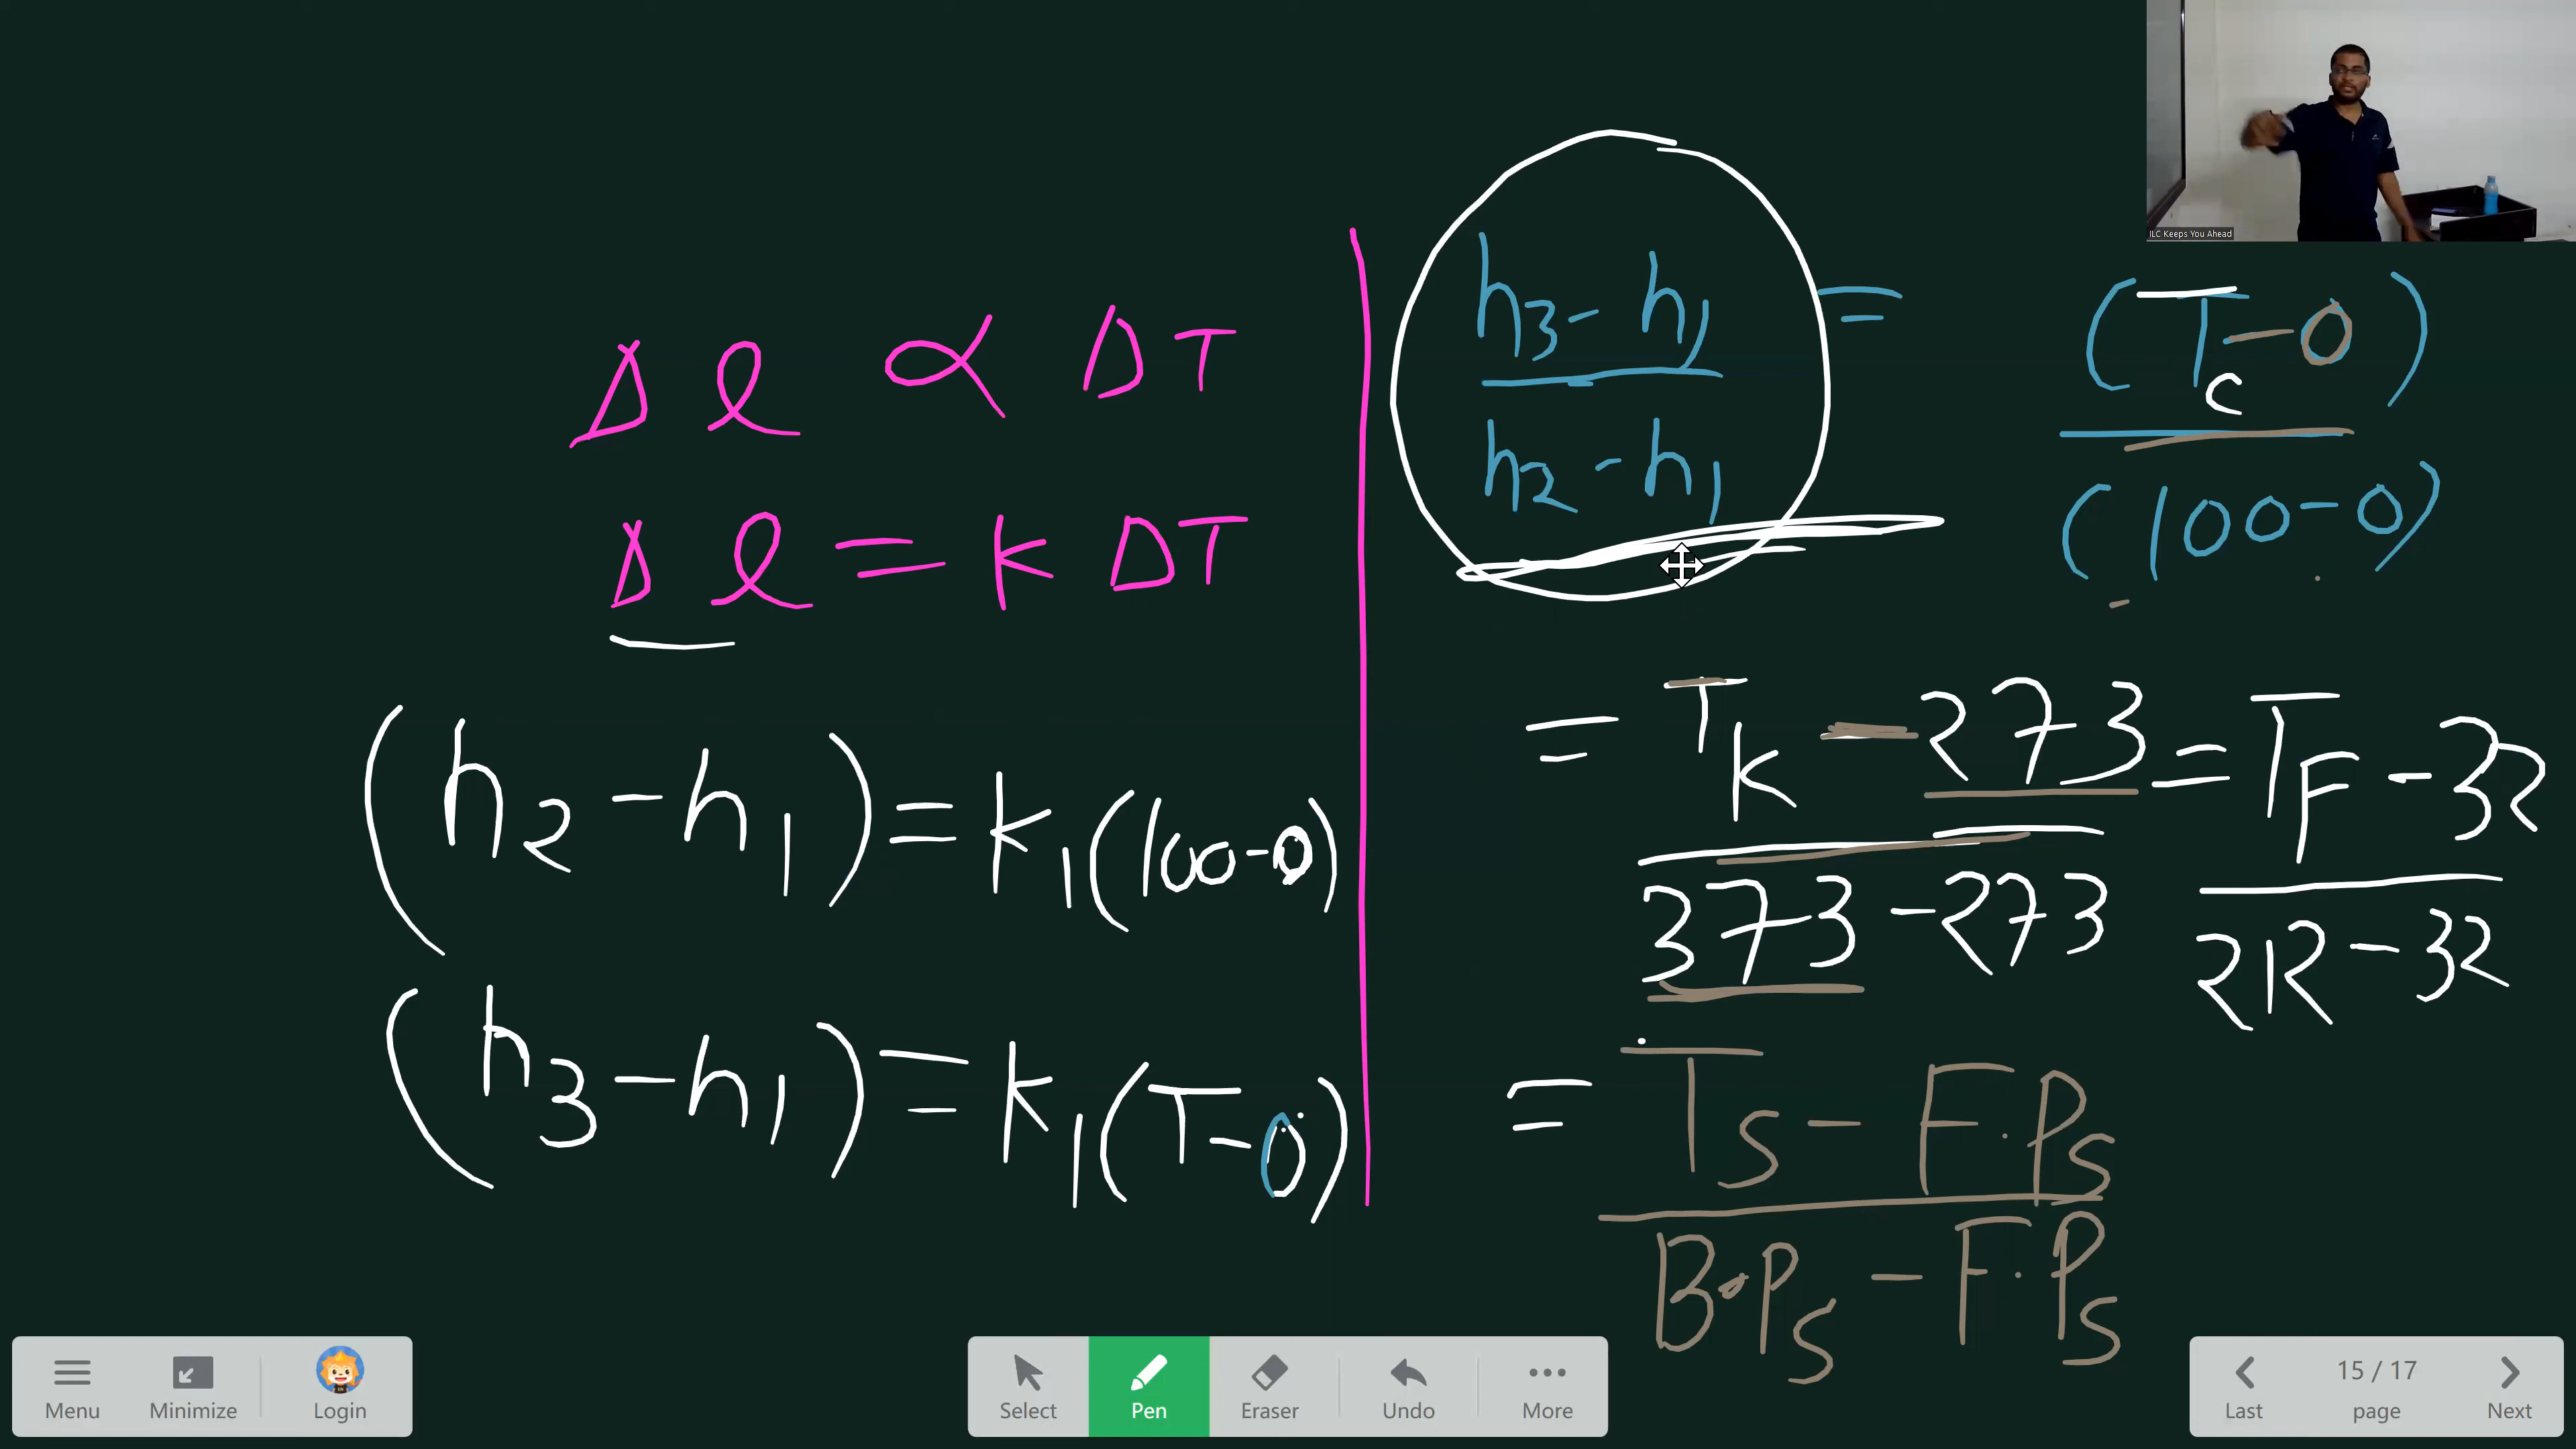 Δl ∝ ΔT
Δl = k ΔT
(h2 - h1) = k1(100-0)
(h3 - h1) = k1(T-0)
h3 - h1 / h2 - h1 = (Tc - 0) / (100 - 0)
= TK - 273 / 373 - 273 = TF - 32 / 212 - 32
= TS - F.PS / B.PS - F.PS
ILC Keeps You Ahead
Menu Minimize Login
Select Pen Eraser Undo More
Last 15 / 17 page Next